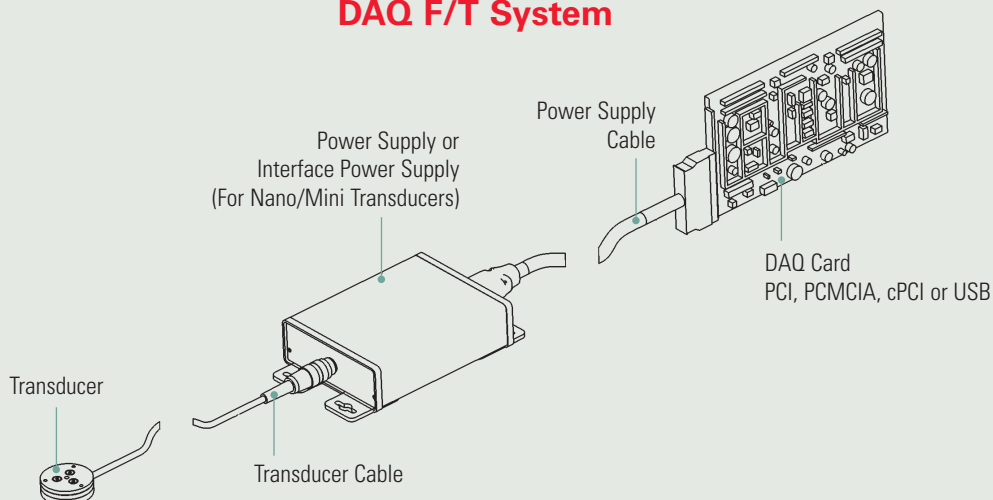 DAQ F/T System
Power Supply
Cable
Power Supply or
Interface Power Supply
(For Nano/Mini Transducers)
DAQ Card
PCI, PCMCIA, cPCI or USB
Transducer
Transducer Cable